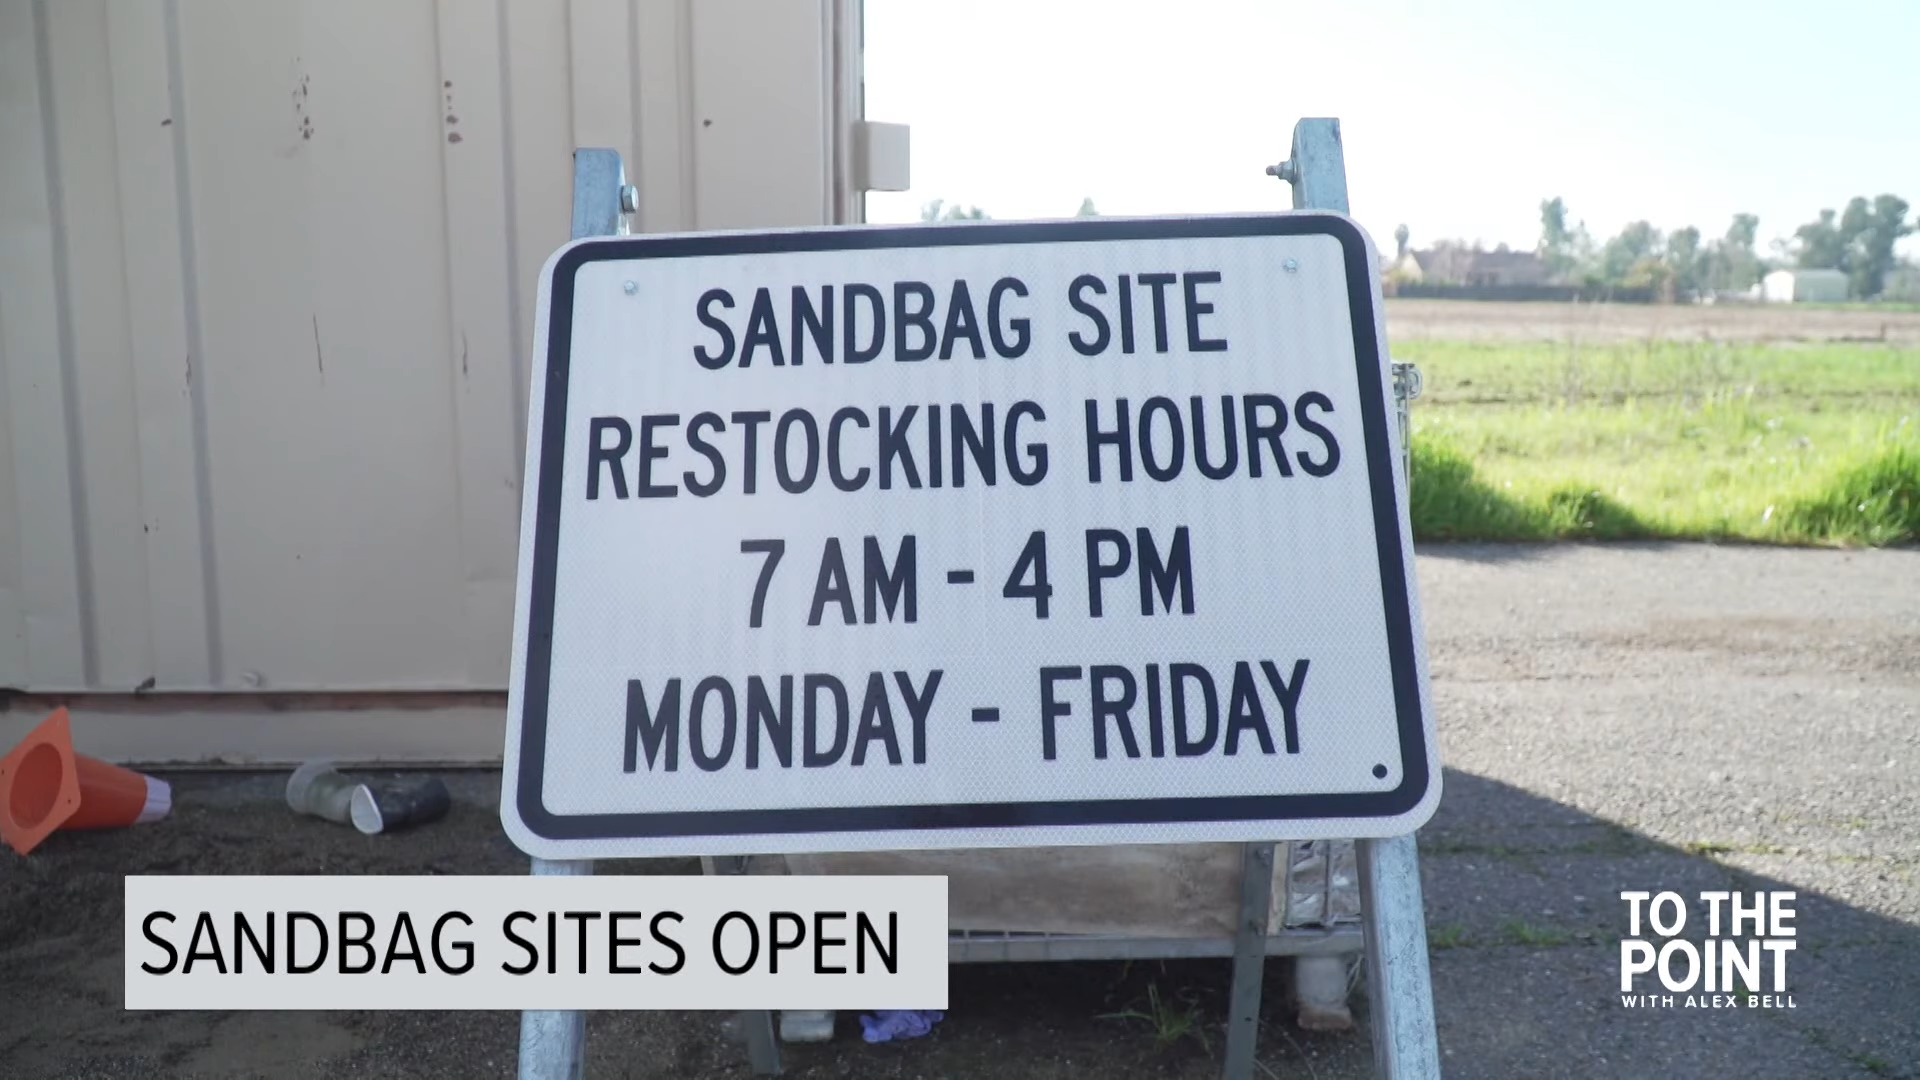 SANDBAG SITE
RESTOCKING HOURS
7 AM - 4 PM
MONDAY - FRIDAY
SANDBAG SITES OPEN
TO THE
POINT
WITH ALEX BELL